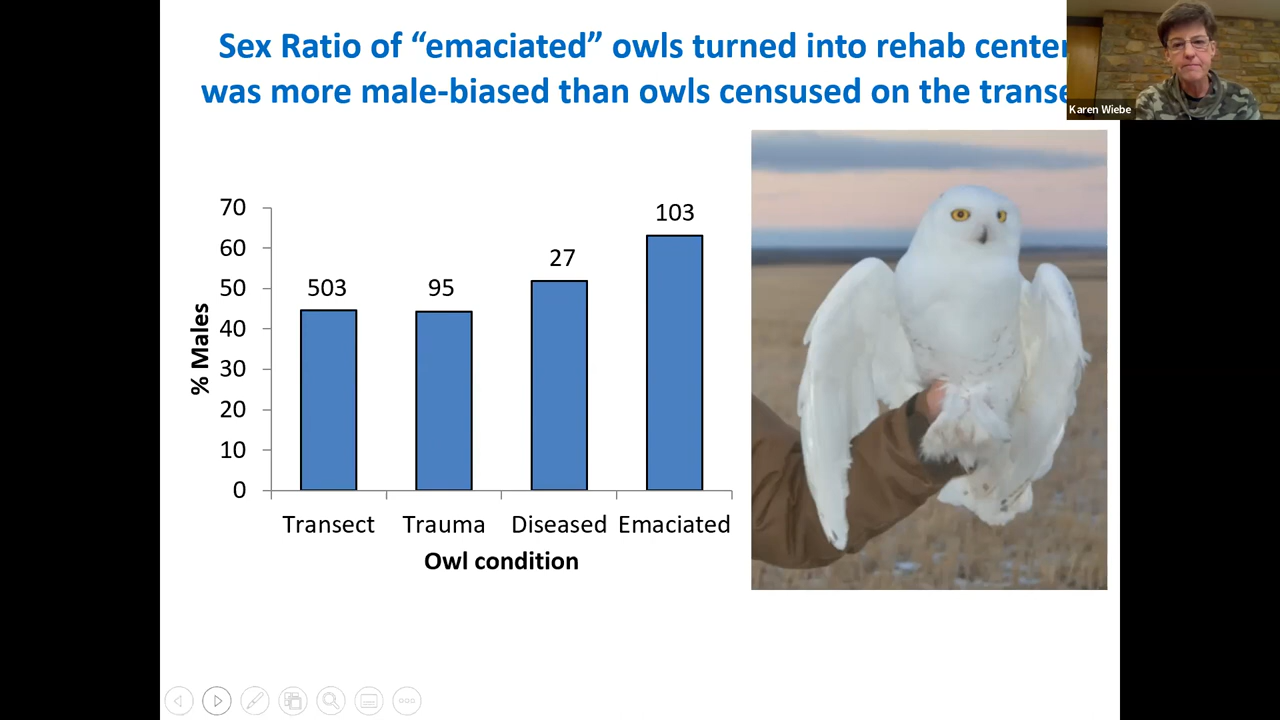 Sex Ratio of “emaciated” owls turned into rehab center
was more male-biased than owls censused on the
Karen Wiebe
% Males
70
60
50
40
30
20
10
0
503
95
27
103
Transect Trauma Diseased Emaciated
Owl condition